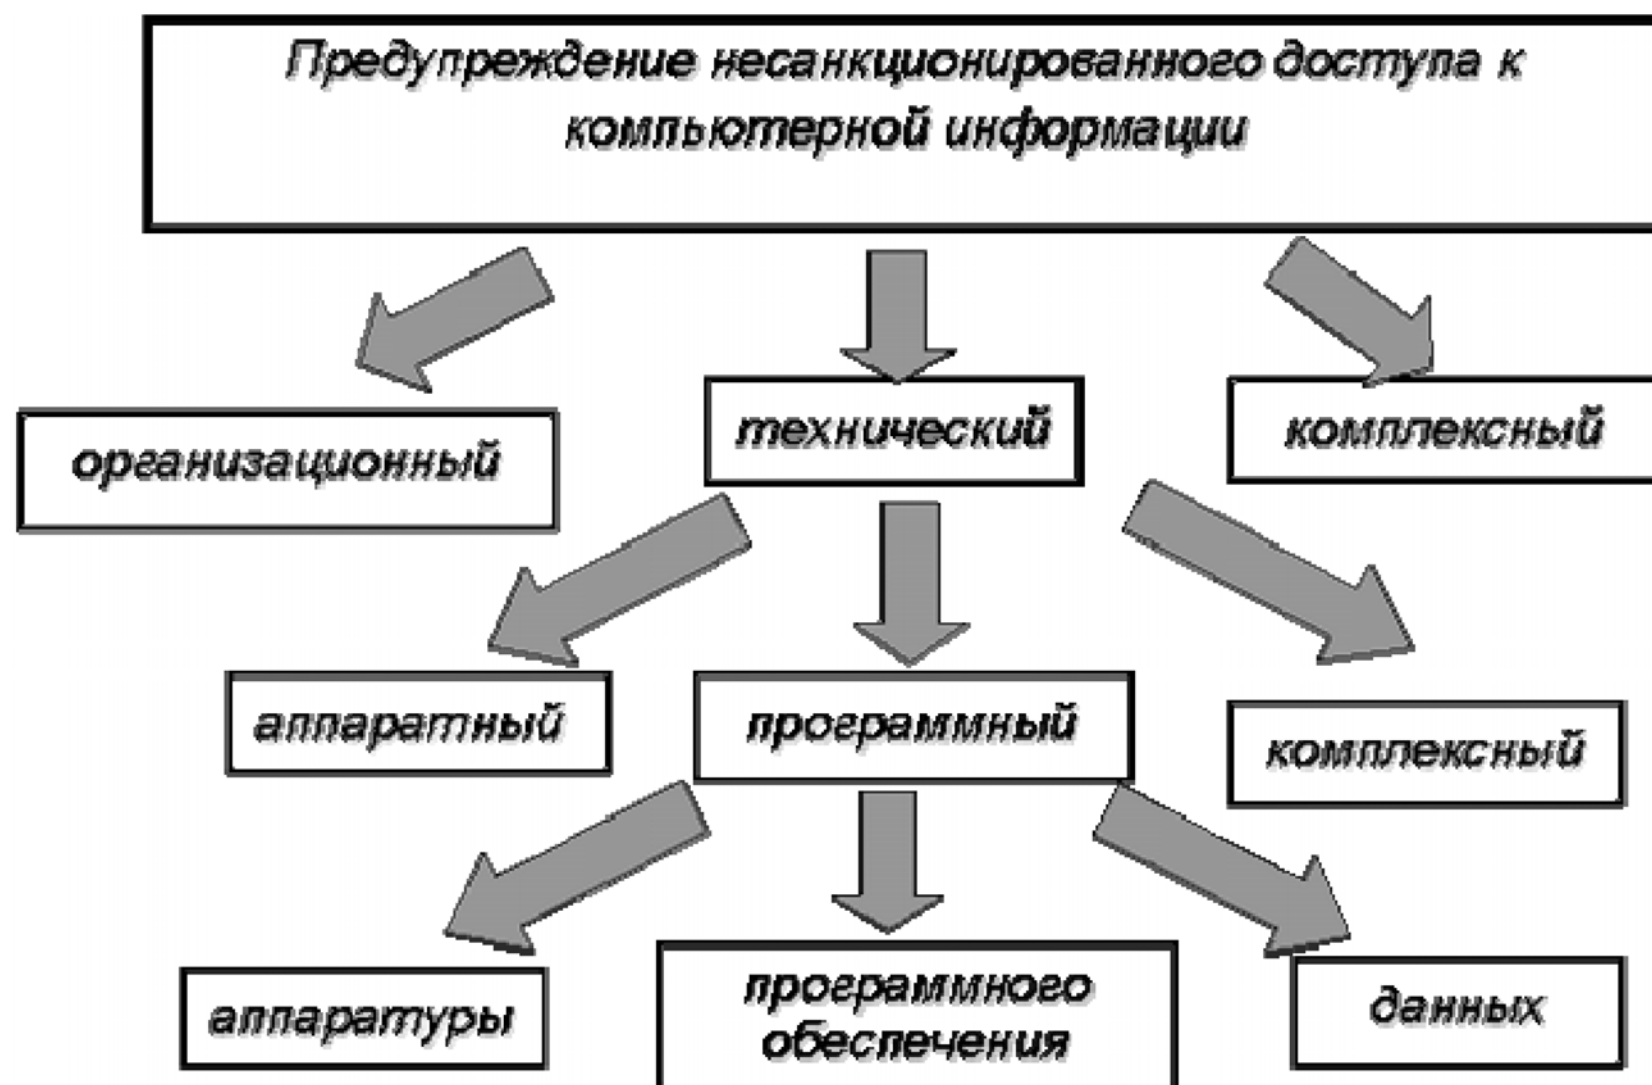 Предупреждение несанкционированного доступа к
компьютерной информации
организационный
технический
комплексный
аппаратный
программный
комплексный
аппаратуры
программного
обеспечения
данных